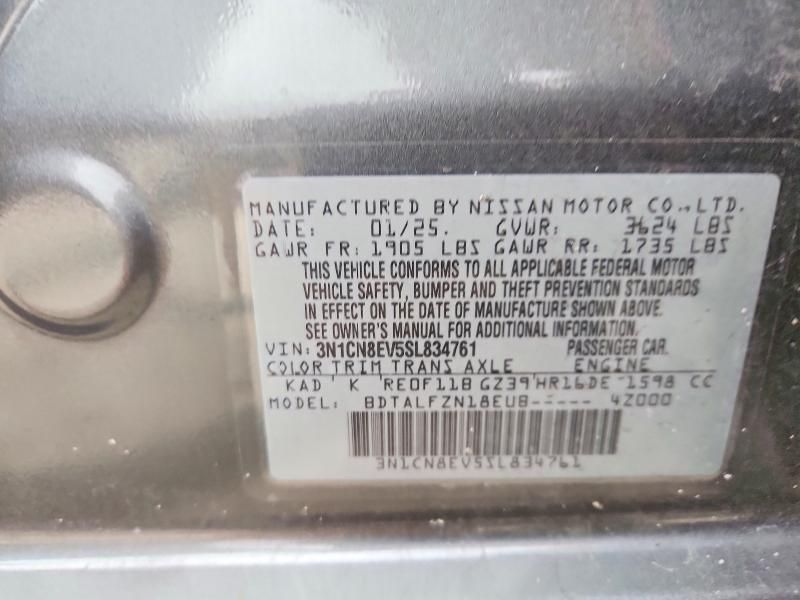 MANUFACTURED BY NISSAN MOTOR CO.,LTD.
DATE: 01/25. GVWR: 3624 LBS
GAWR FR: 1905 LBS GAWR RR: 1735 LBS
THIS VEHICLE CONFORMS TO ALL APPLICABLE FEDERAL MOTOR
VEHICLE SAFETY, BUMPER AND THEFT PREVENTION STANDARDS
IN EFFECT ON THE DATE OF MANUFACTURE SHOWN ABOVE.
SEE OWNER'S MANUAL FOR ADDITIONAL INFORMATION.
VIN: 3N1CN8EV5SL834761 PASSENGER CAR.
COLOR TRIM TRANS AXLE ENGINE
KAD K RE0F11B GZ39 HR16DE 1598 CC
MODEL: BDTALFZN18EUB----- 4Z000
3N1CN8EV5SL834761